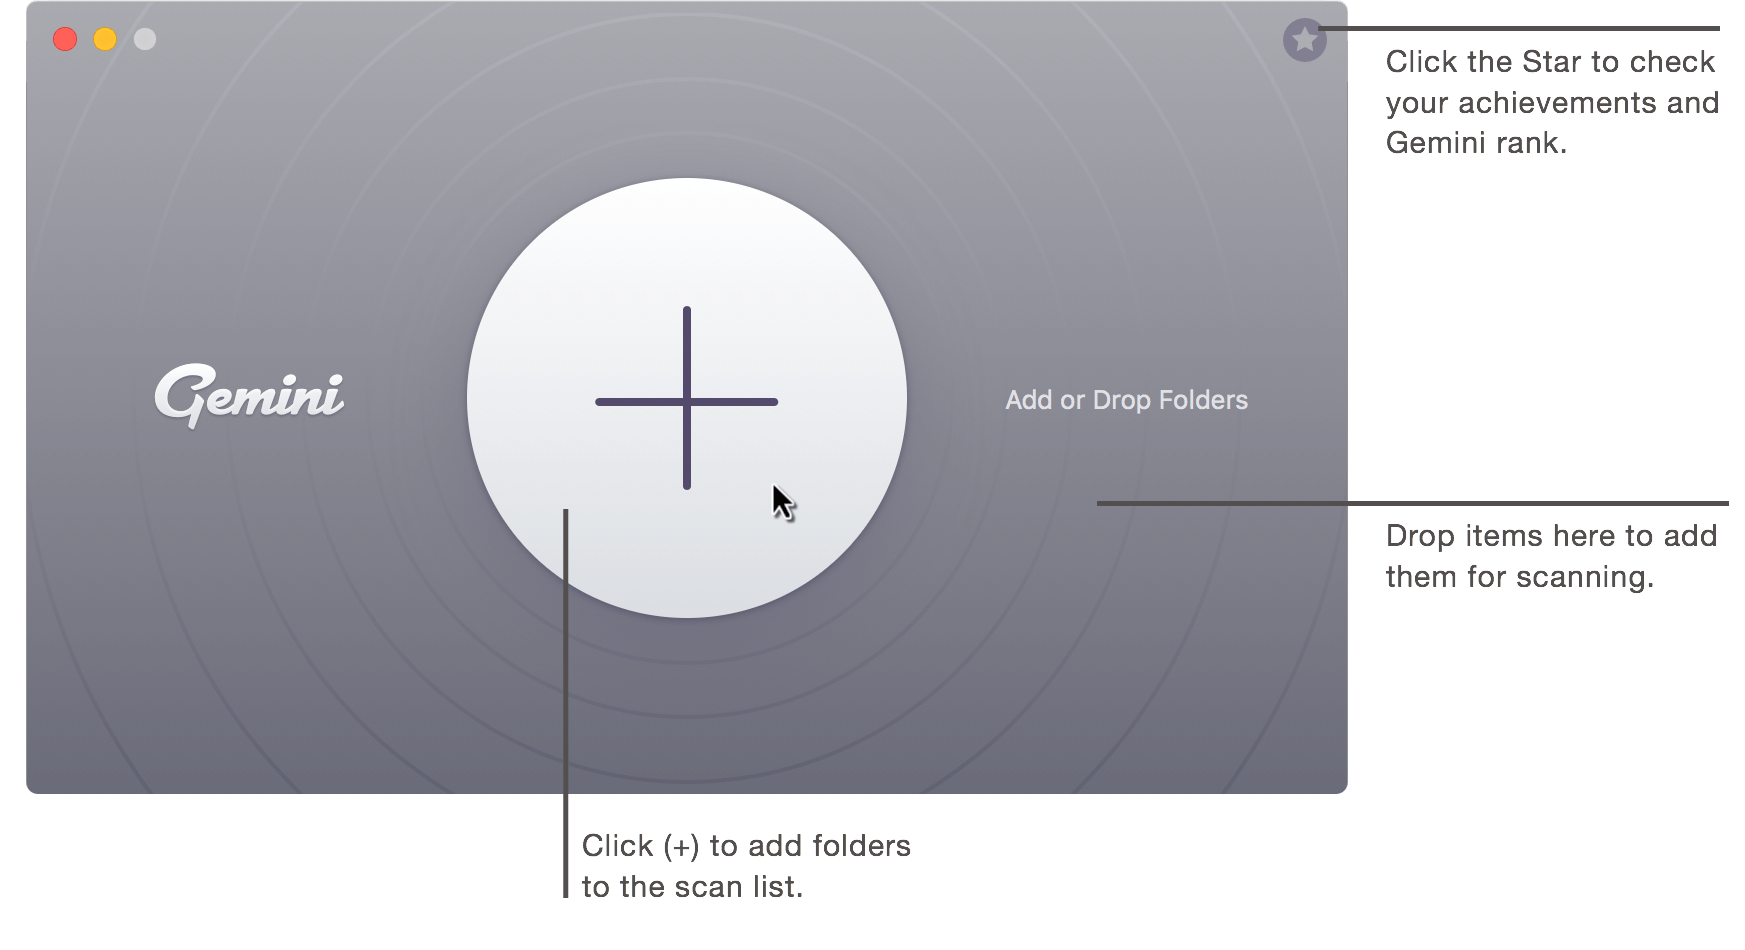 Click the Star to check
your achievements and
Gemini rank.
Gemini
Add or Drop Folders
Drop items here to add
them for scanning.
Click (+) to add folders
to the scan list.